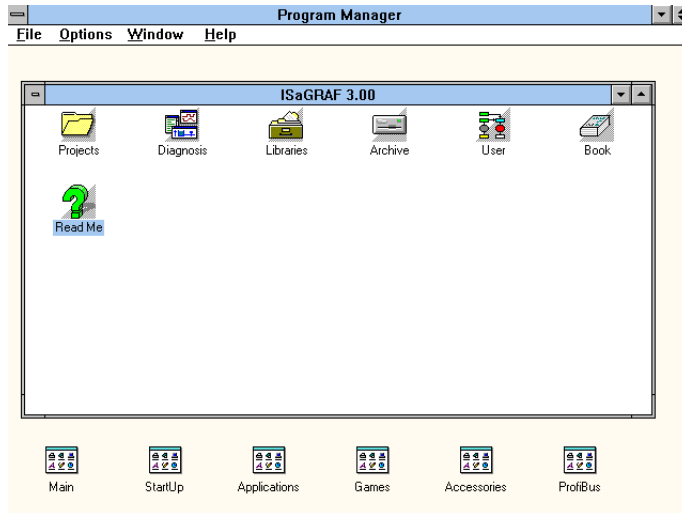 Program Manager
File Options Window Help
ISaGRAF 3.00
Projects Diagnosis Libraries Archive User Book
Read Me
Main StartUp Applications Games Accessories ProfiBus